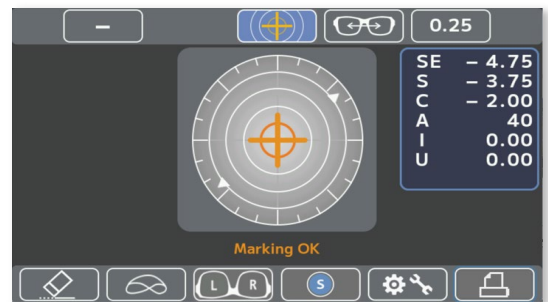 –
0.25
SE – 4.75
S – 3.75
C – 2.00
A 40
I 0.00
U 0.00
Marking OK
L R
S